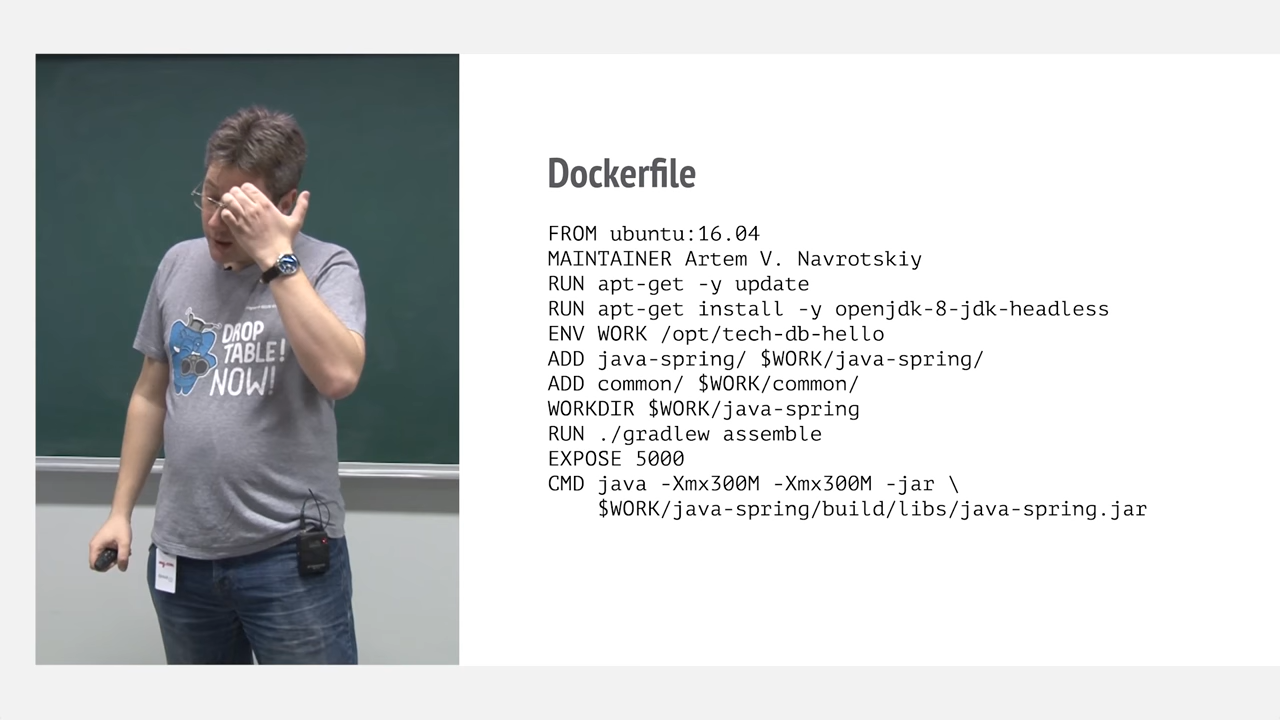 Dockerfile
FROM ubuntu:16.04
MAINTAINER Artem V. Navrotskiy
RUN apt-get -y update
RUN apt-get install -y openjdk-8-jdk-headless
ENV WORK /opt/tech-db-hello
ADD java-spring/ $WORK/java-spring/
ADD common/ $WORK/common/
WORKDIR $WORK/java-spring
RUN ./gradlew assemble
EXPOSE 5000
CMD java -Xmx300M -Xmx300M -jar \
$WORK/java-spring/build/libs/java-spring.jar
DROP
TABLE!
NOW!